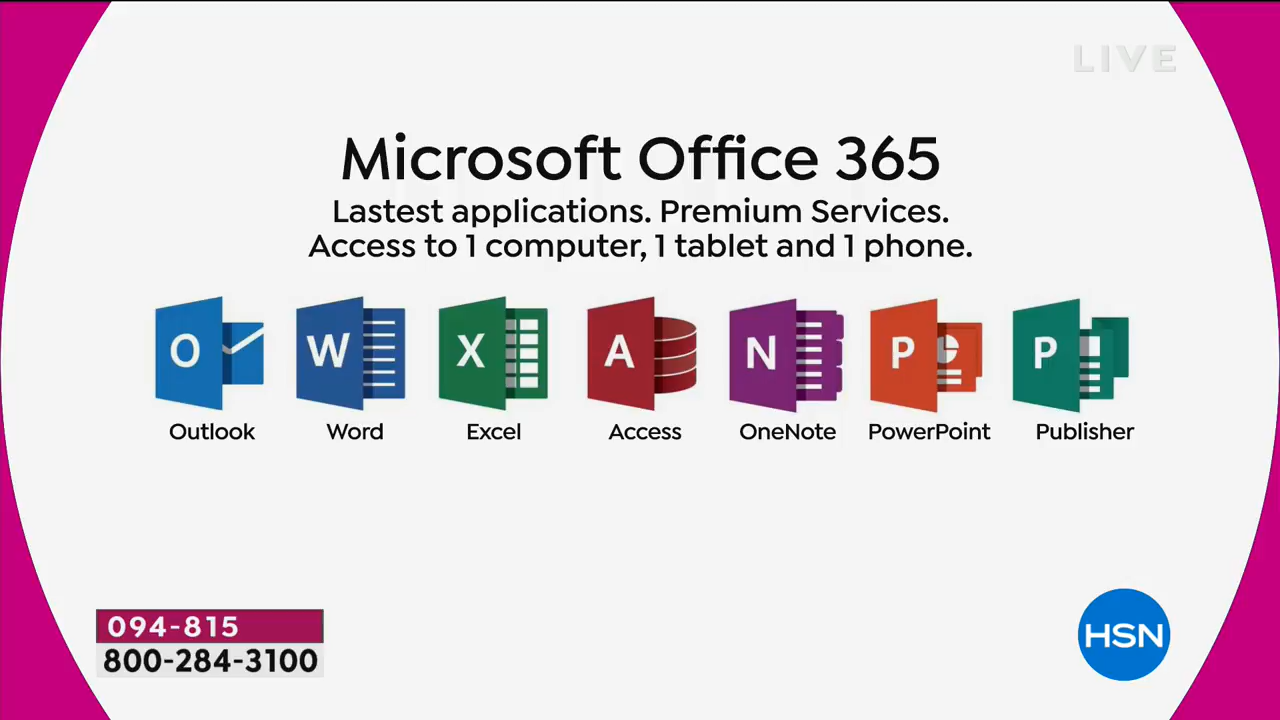 LIVE
Microsoft Office 365
Lastest applications. Premium Services.
Access to 1 computer, 1 tablet and 1 phone.
O W X A N P P
Outlook Word Excel Access OneNote PowerPoint Publisher
094-815
800-284-3100
HSN